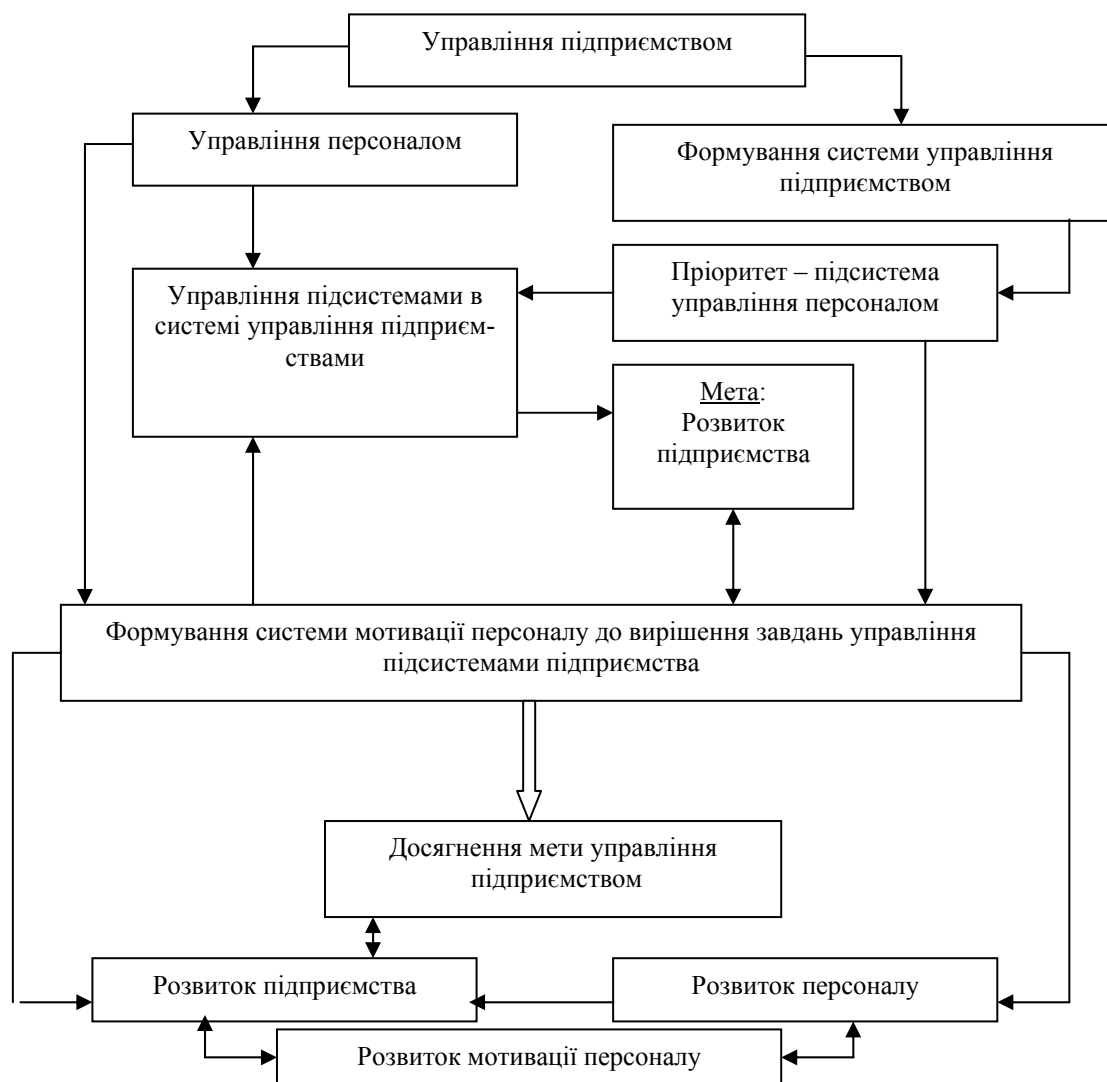 Управління підприємством
Управління персоналом
Формування системи управління
підприємством
Управління підсистемами в
системі управління підприєм-
ствами
Пріоритет – підсистема
управління персоналом
Мета:
Розвиток
підприємства
Формування системи мотивації персоналу до вирішення завдань управління
підсистемами підприємства
Досягнення мети управління
підприємством
Розвиток підприємства
Розвиток персоналу
Розвиток мотивації персоналу